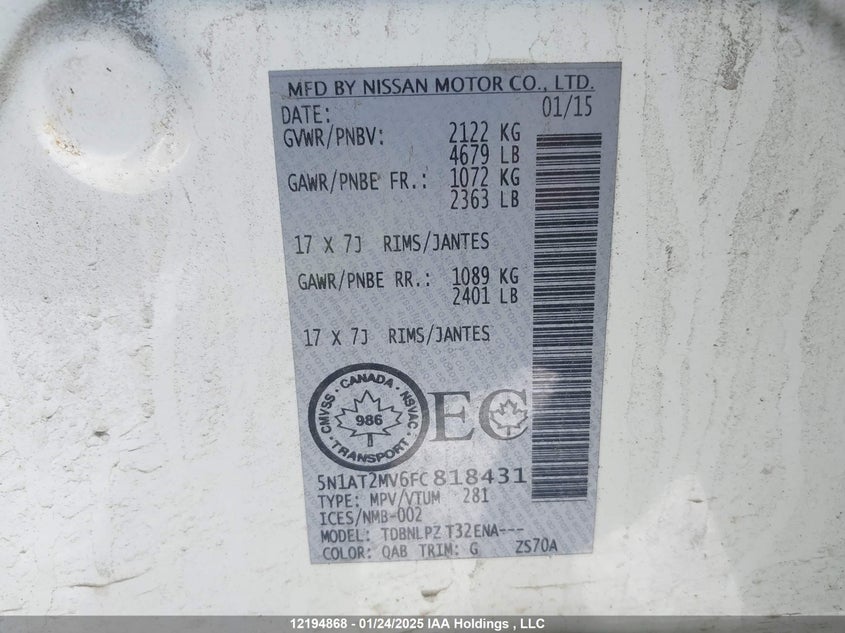 MFD BY NISSAN MOTOR CO., LTD.
DATE: 01/15
GVWR/PNBV: 2122 KG
4679 LB
GAWR/PNBE FR.: 1072 KG
2363 LB
17 X 7J RIMS/JANTES
GAWR/PNBE RR.: 1089 KG
2401 LB
17 X 7J RIMS/JANTES
CANADA
CMVSS 986 NSVAC
TRANSPORT
EC
5N1AT2MV6FC818431
TYPE: MPV/VTUM 281
ICES/NMB-002
MODEL: TDBNLPZ T32ENA---
COLOR: QAB TRIM: G ZS70A
12194868 - 01/24/2025 IAA Holdings , LLC